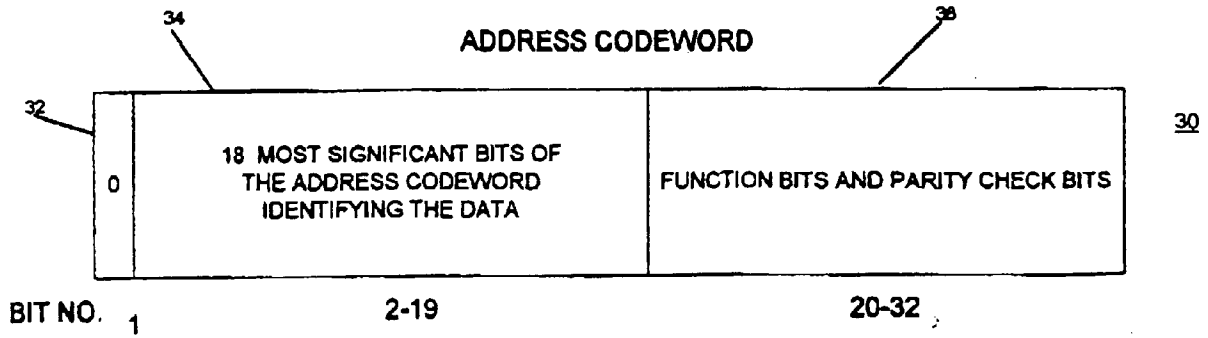 34
36
ADDRESS CODEWORD
32
30
0
18 MOST SIGNIFICANT BITS OF
THE ADDRESS CODEWORD
IDENTIFYING THE DATA
FUNCTION BITS AND PARITY CHECK BITS
BIT NO. 1 2-19 20-32